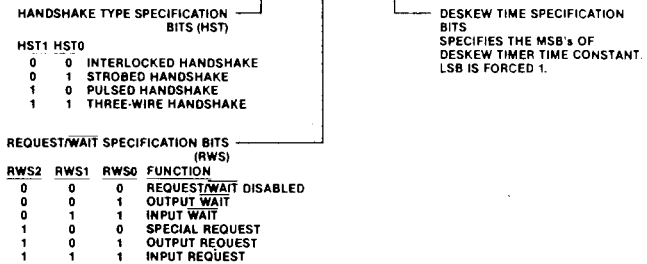 HANDSHAKE TYPE SPECIFICATION
BITS (HST)
HST1 HST0
0 0 INTERLOCKED HANDSHAKE
0 1 STROBED HANDSHAKE
1 0 PULSED HANDSHAKE
1 1 THREE-WIRE HANDSHAKE
DESKEW TIME SPECIFICATION
BITS
SPECIFIES THE MSB's OF
DESKEW TIMER TIME CONSTANT.
LSB IS FORCED 1.
REQUEST/WAIT SPECIFICATION BITS
(RWS)
RWS2 RWS1 RWS0 FUNCTION
0 0 0 REQUEST/WAIT DISABLED
0 0 1 OUTPUT WAIT
0 1 1 INPUT WAIT
1 0 0 SPECIAL REQUEST
1 0 1 OUTPUT REQUEST
1 1 1 INPUT REQUEST